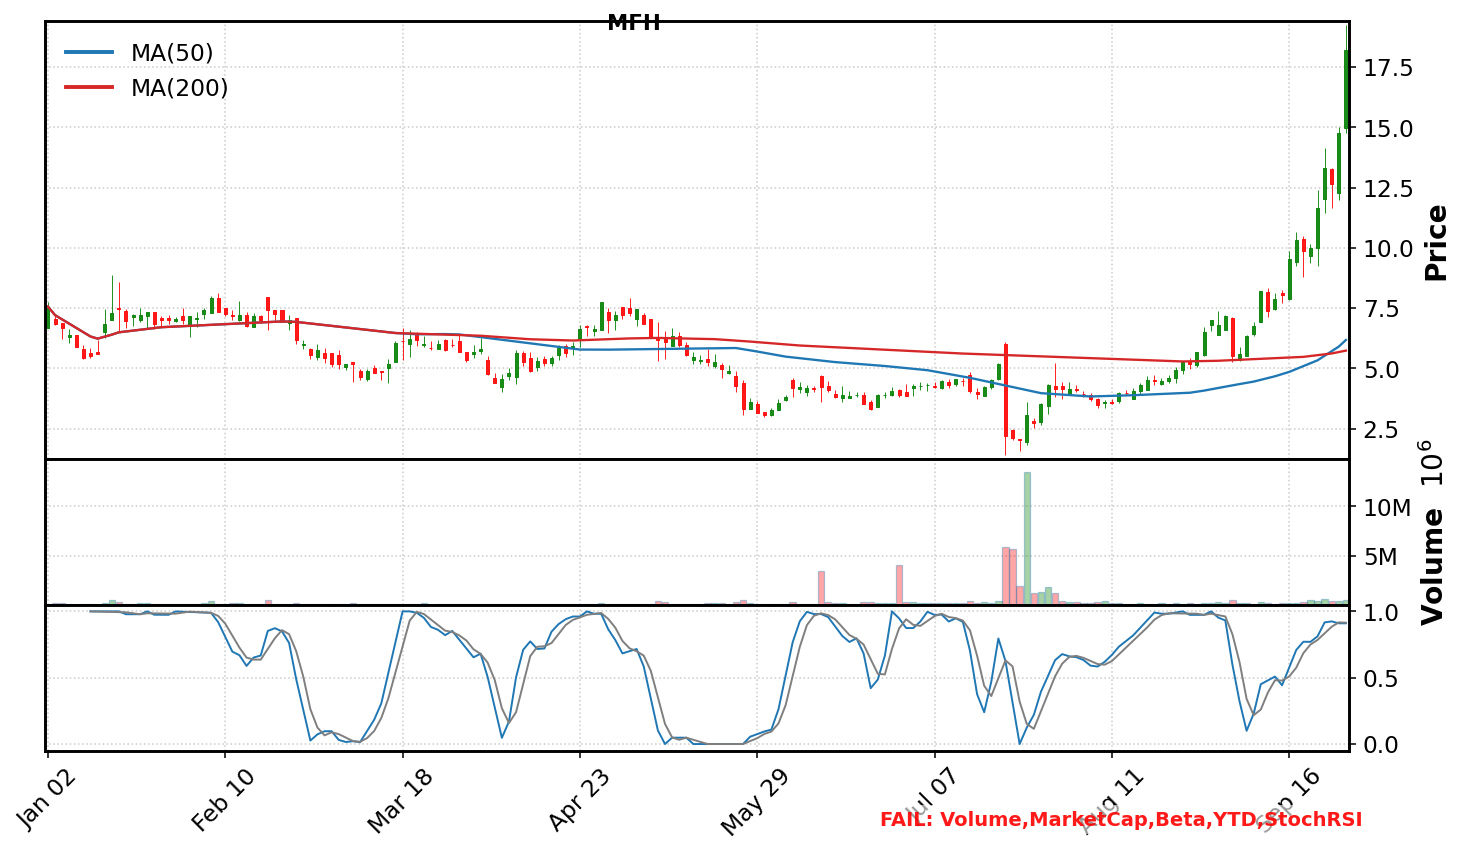 MFH
MA(50)
MA(200)
17.5
15.0
12.5
10.0
7.5
5.0
2.5
Price
10M
5M
Volume 10^6
1.0
0.5
0.0
Jan 02
Feb 10
Mar 18
Apr 23
May 29
Jul 07
Aug 11
Sep 16
FAIL: Volume,MarketCap,Beta,YTD,StochRSI